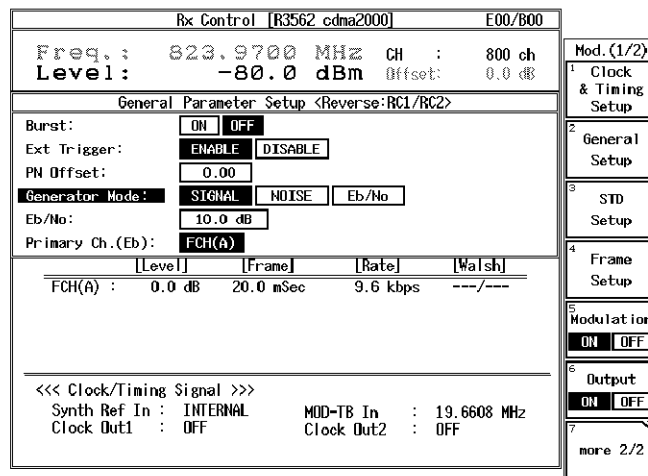 Rx Control [R3562 cdma2000] E00/B00
Freq.: 823.9700 MHz CH : 800 ch
Level: -80.0 dBm Offset: 0.0 dB
General Parameter Setup <Reverse:RC1/RC2>
Burst: ON OFF
Ext Trigger: ENABLE DISABLE
PN Offset: 0.00
Generator Mode: SIGNAL NOISE Eb/No
Eb/No: 10.0 dB
Primary Ch.(Eb): FCH(A)
[Level] [Frame] [Rate] [Walsh]
FCH(A) : 0.0 dB 20.0 mSec 9.6 kbps ---/---
<<< Clock/Timing Signal >>>
Synth Ref In : INTERNAL MOD-TB In : 19.6608 MHz
Clock Out1 : OFF Clock Out2 : OFF
Mod.(1/2)
1 Clock
& Timing
Setup
2
General
Setup
3
STD
Setup
4
Frame
Setup
5
Modulation
ON OFF
6
Output
ON OFF
7
more 2/2